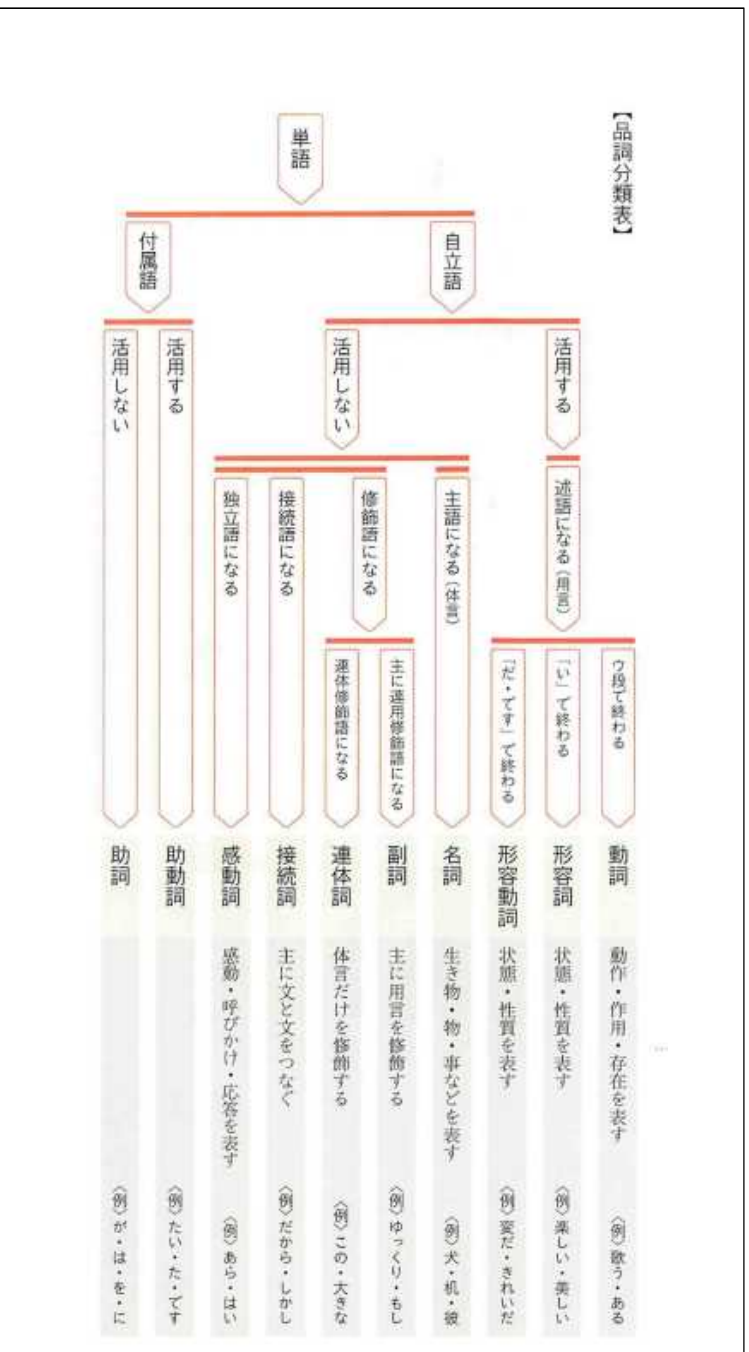 【品詞分類表】
単語
自立語
付属語
活用する
活用しない
活用する
活用しない
述語になる(用言)
主語になる(体言)
修飾語になる
接続語になる
独立語になる
ウ段で終わる
「い」で終わる
「だ・です」で終わる
主に連用修飾語になる
連体修飾語になる
動詞 動作・作用・存在を表す 〈例〉歌う・ある
形容詞 状態・性質を表す 〈例〉楽しい・美しい
形容動詞 状態・性質を表す 〈例〉変だ・きれいだ
名詞 生き物・物・事などを表す 〈例〉犬・机・彼
副詞 主に用言を修飾する 〈例〉ゆっくり・もし
連体詞 体言だけを修飾する 〈例〉この・大きな
接続詞 主に文と文をつなぐ 〈例〉だから・しかし
感動詞 感動・呼びかけ・応答を表す 〈例〉あら・はい
助動詞 〈例〉たい・た・です
助詞 〈例〉が・は・を・に